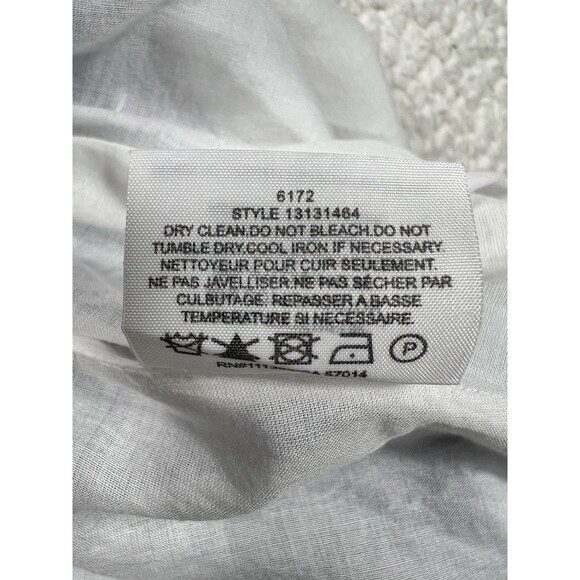 6172
STYLE 13131464
DRY CLEAN.DO NOT BLEACH.DO NOT
TUMBLE DRY.COOL IRON IF NECESSARY
NETTOYEUR POUR CUIR SEULEMENT.
NE PAS JAVELLISER NE PAS SÉCHER PAR
CULBUTAGE. REPASSER A BASSE
TEMPERATURE SI NECESSAIRE.
P
57014